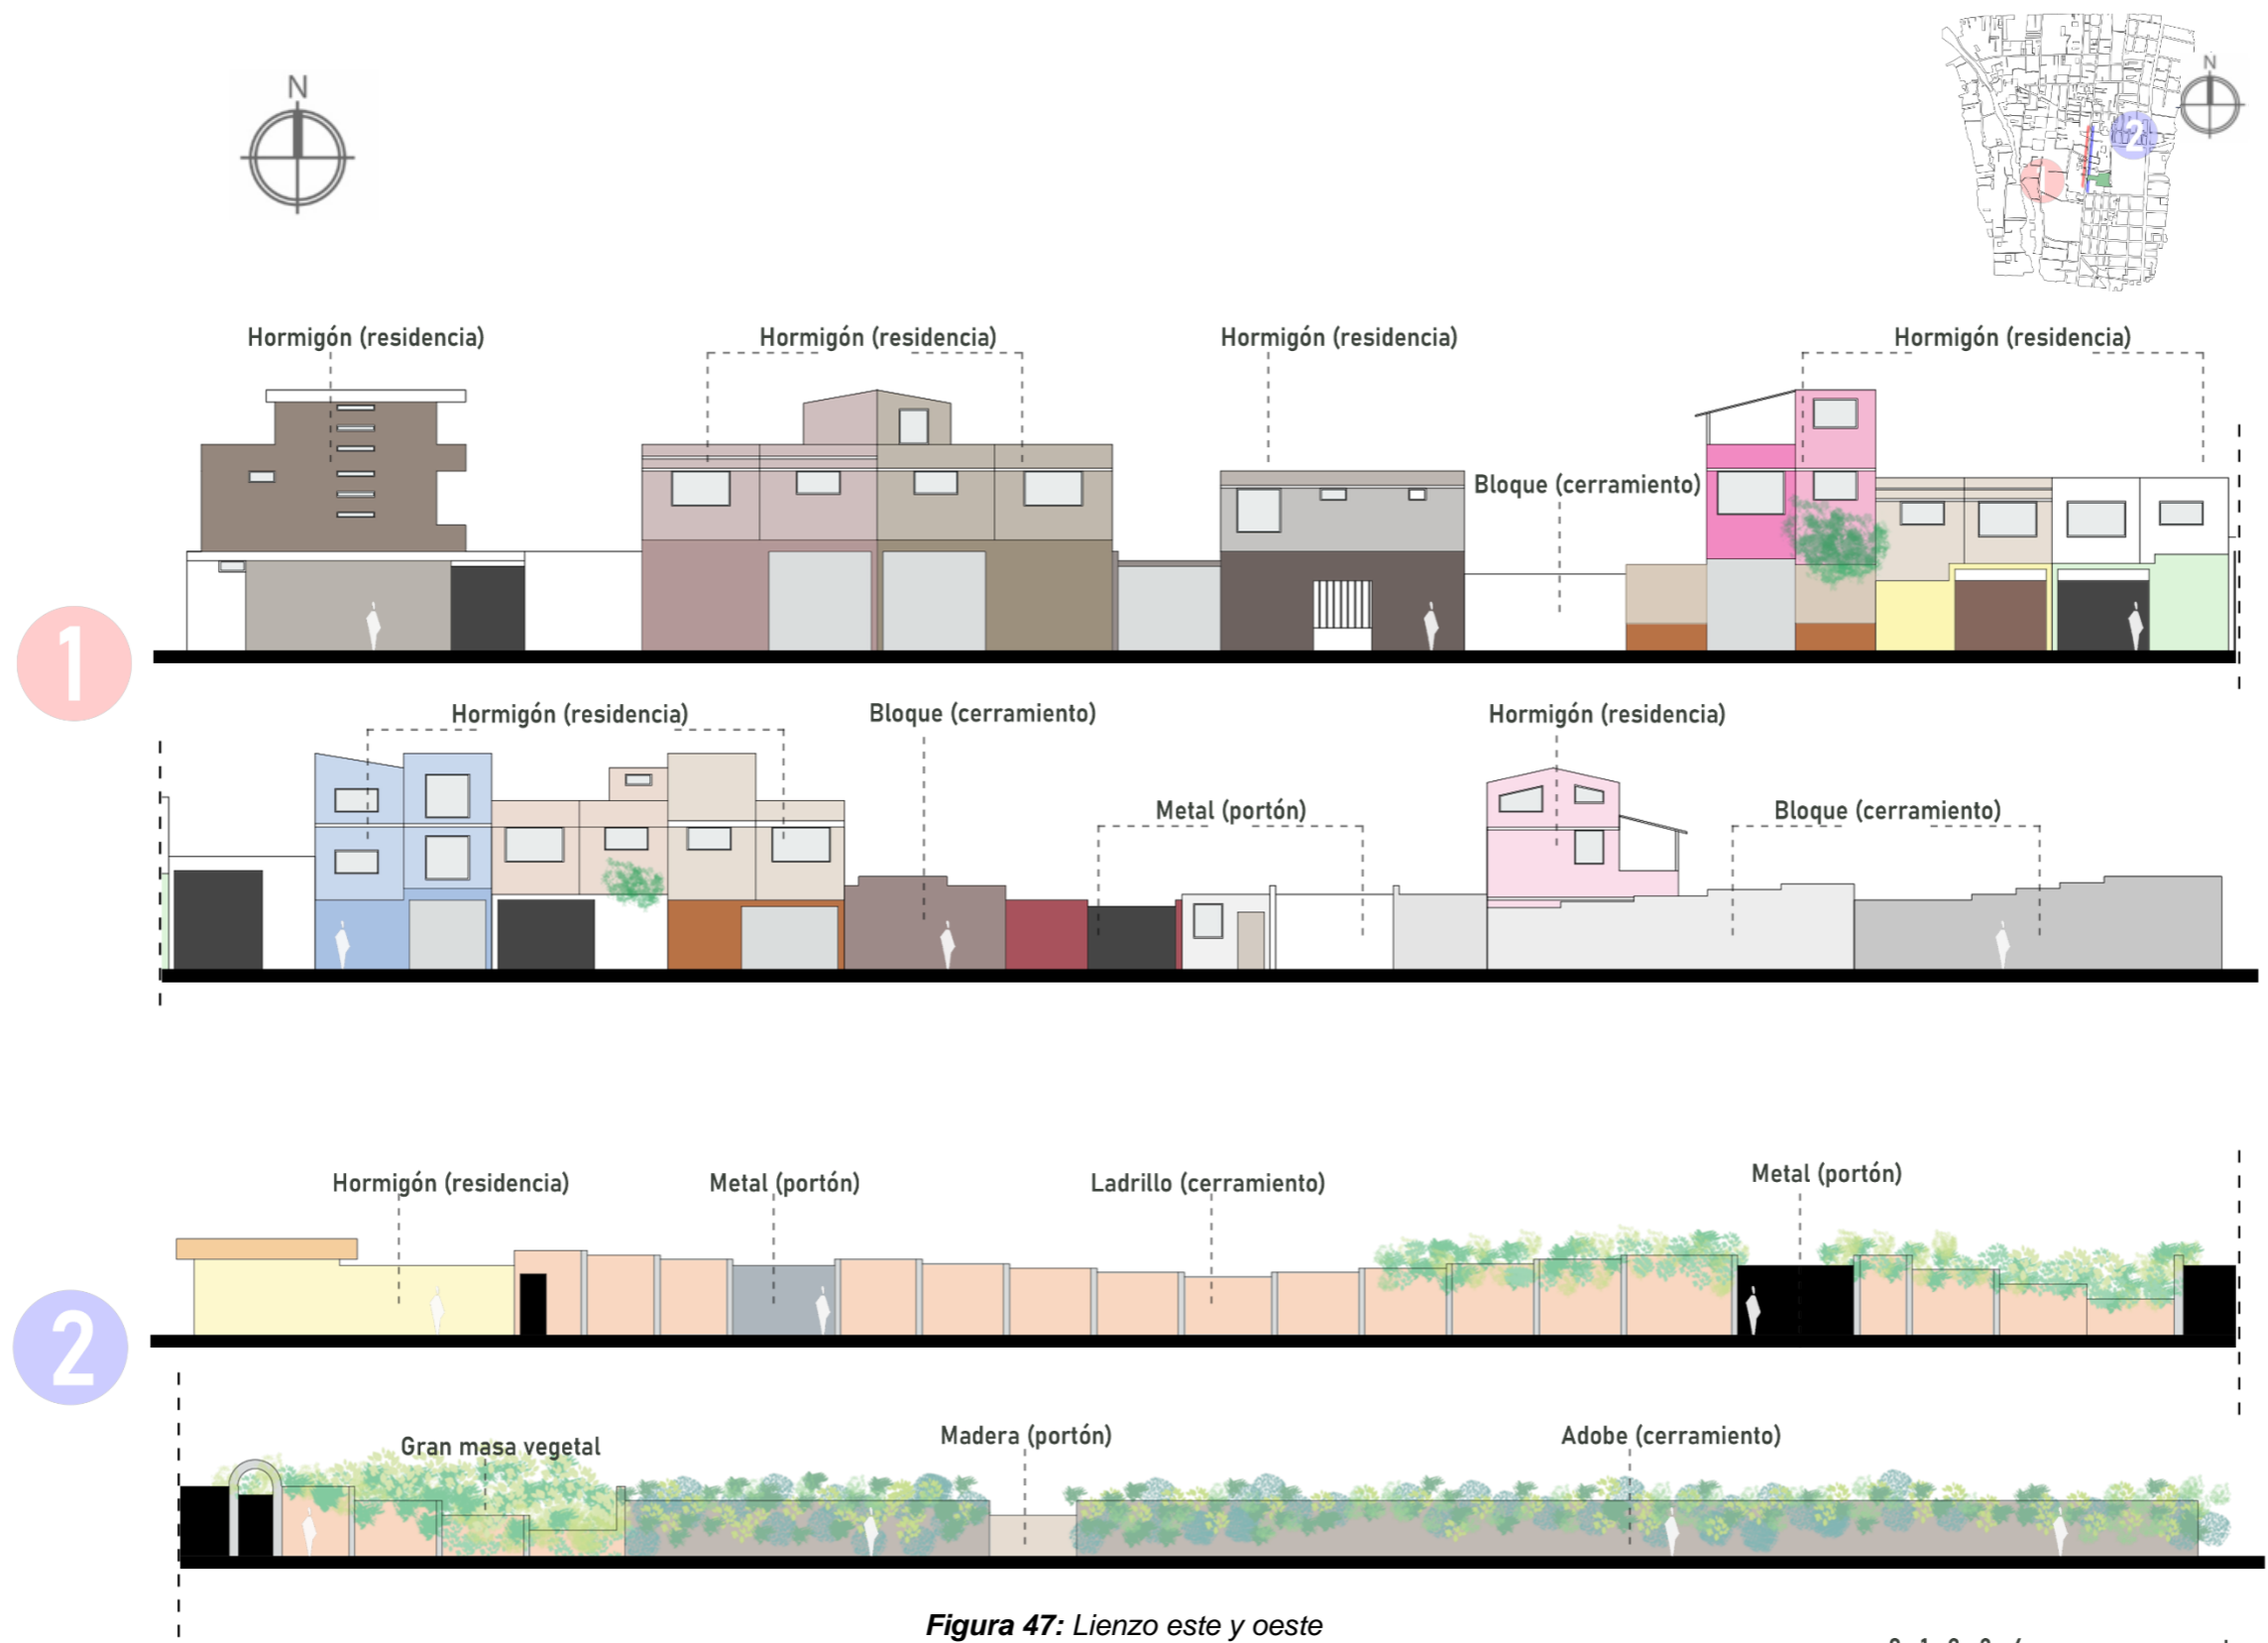 N
N
2
1
Hormigón (residencia)
Hormigón (residencia)
Hormigón (residencia)
Hormigón (residencia)
Bloque (cerramiento)
1
Hormigón (residencia)
Bloque (cerramiento)
Hormigón (residencia)
Metal (portón)
Bloque (cerramiento)
Hormigón (residencia)
Metal (portón)
Ladrillo (cerramiento)
Metal (portón)
2
Gran masa vegetal
Madera (portón)
Adobe (cerramiento)
Figura 47: Lienzo este y oeste